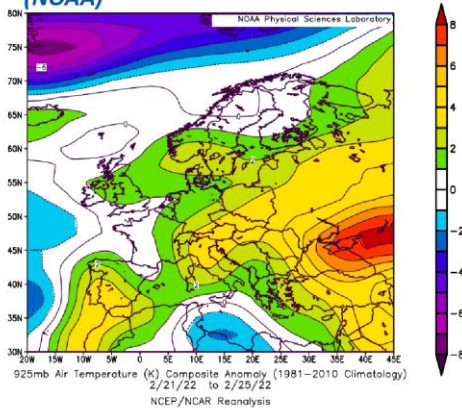 (NOAA)
NOAA Physical Sciences Laboratory
80N
75N
70N
65N
60N
55N
50N
45N
40N
35N
30N
20W 15W 10W 5W 0 5E 10E 15E 20E 25E 30E 35E 40E 45E
8
6
4
2
0
-2
-4
-6
-8
925mb Air Temperature (K) Composite Anomaly (1981-2010 Climatology)
2/21/22 to 2/25/22
NCEP/NCAR Reanalysis